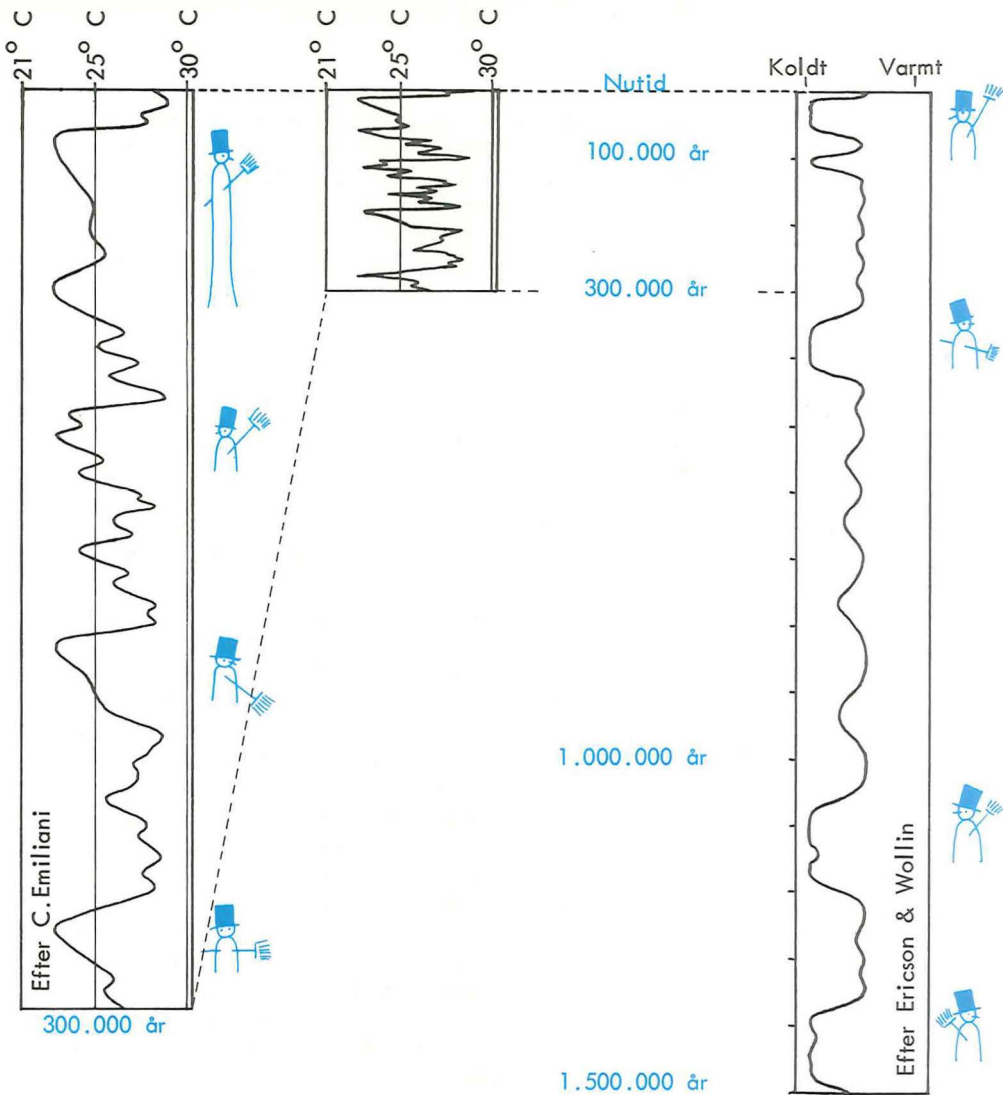 21° C
25° C
30° C
21° C
25° C
30° C
Koldt
Varmt
Nutid
100.000 år
300.000 år
1.000.000 år
1.500.000 år
Efter C. Emiliani
300.000 år
Efter Ericson & Wollin